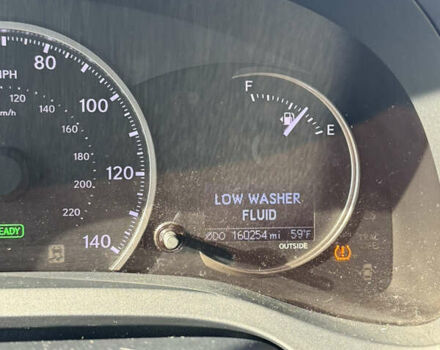 80
MPH
100
120
140
km/h
160
180
120
200
220
READY
140
F
E
LOW WASHER
FLUID
ODO 160254 mi 59°F
OUTSIDE